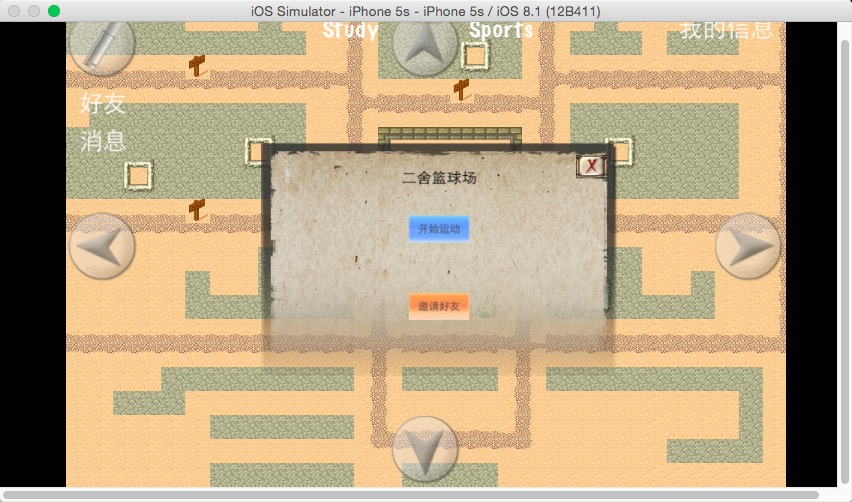 iOS Simulator - iPhone 5s - iPhone 5s / iOS 8.1 (12B411)
Study Sports 我的信息
好友
消息
二舍篮球场
X
开始运动
邀请好友